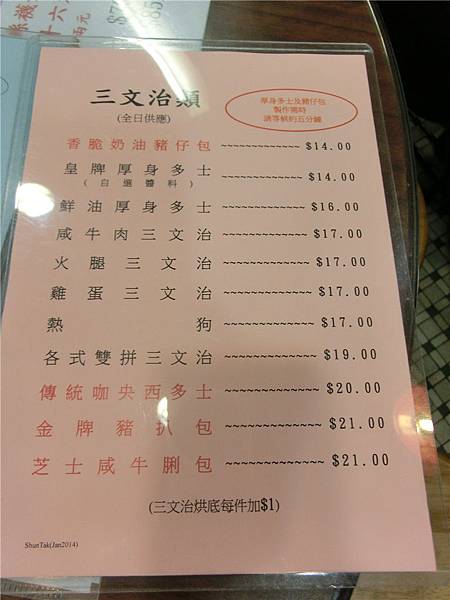 三文治類
(全日供應)
厚身多士及豬仔包
製作需時
請等候約五分鐘
香脆奶油豬仔包 ~~~~~~~~~~~~~ $14.00
皇牌厚身多士 ~~~~~~~~~~~~~ $14.00
(自選醬料)
鮮油厚身多士 ~~~~~~~~~~~~~ $16.00
咸牛肉三文治 ~~~~~~~~~~~~~ $17.00
火腿三文治 ~~~~~~~~~~~~~ $17.00
雞蛋三文治 ~~~~~~~~~~~~~ $17.00
熱狗 ~~~~~~~~~~~~~ $17.00
各式雙拼三文治 ~~~~~~~~~~~~~ $19.00
傳統咖央西多士 ~~~~~~~~~~~~~ $20.00
金牌豬扒包 ~~~~~~~~~~~~~ $21.00
芝士咸牛脷包 ~~~~~~~~~~~~~ $21.00
(三文治烘底每件加$1)
ShunTak(Jan2014)